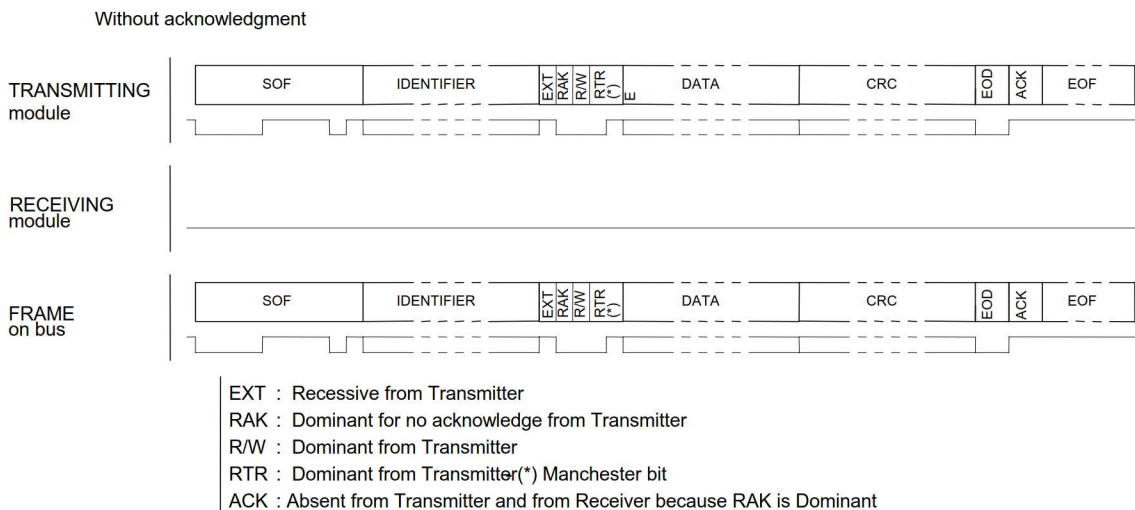 Without acknowledgment
TRANSMITTING
module
SOF IDENTIFIER EXT RAK R/W RTR (*) E DATA CRC EOD ACK EOF
RECEIVING
module
FRAME
on bus
SOF IDENTIFIER EXT RAK R/W RTR (*) DATA CRC EOD ACK EOF
EXT : Recessive from Transmitter
RAK : Dominant for no acknowledge from Transmitter
R/W : Dominant from Transmitter
RTR : Dominant from Transmitter(*) Manchester bit
ACK : Absent from Transmitter and from Receiver because RAK is Dominant